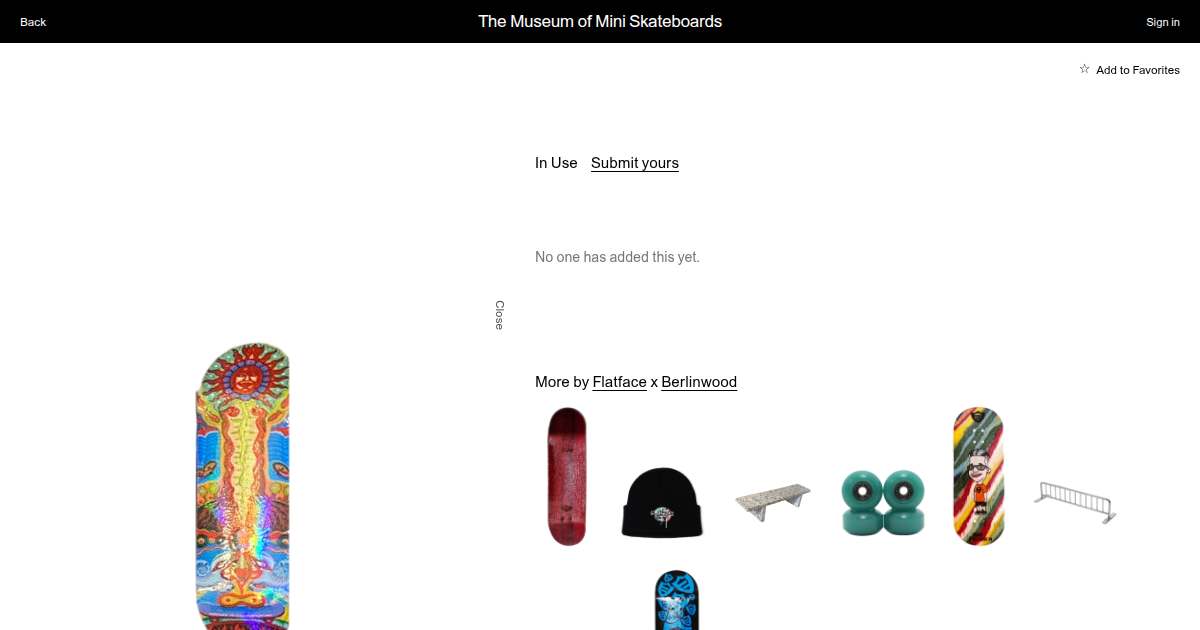 Back
The Museum of Mini Skateboards
Sign in
☆ Add to Favorites
In Use Submit yours
No one has added this yet.
Close
More by Flatface x Berlinwood